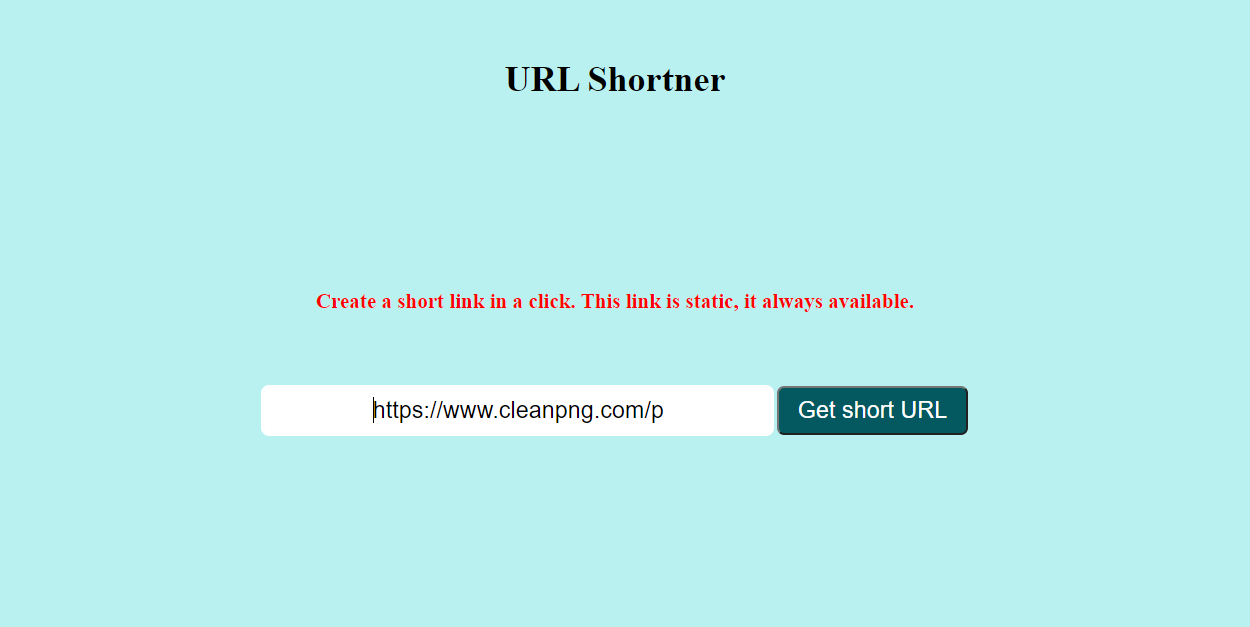 URL Shortner
Create a short link in a click. This link is static, it always available.
https://www.cleanpng.com/p
Get short URL